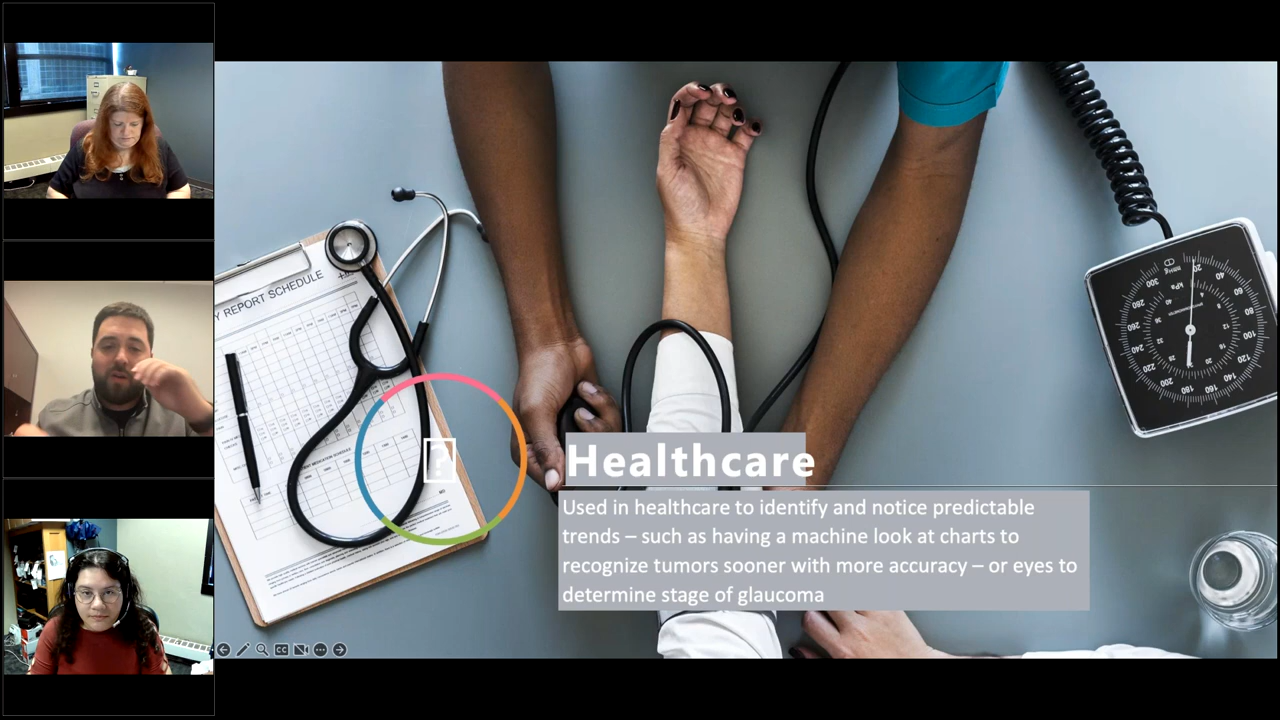 Y REPORT SCHEDULE
Healthcare
Used in healthcare to identify and notice predictable
trends – such as having a machine look at charts to
recognize tumors sooner with more accuracy – or eyes to
determine stage of glaucoma